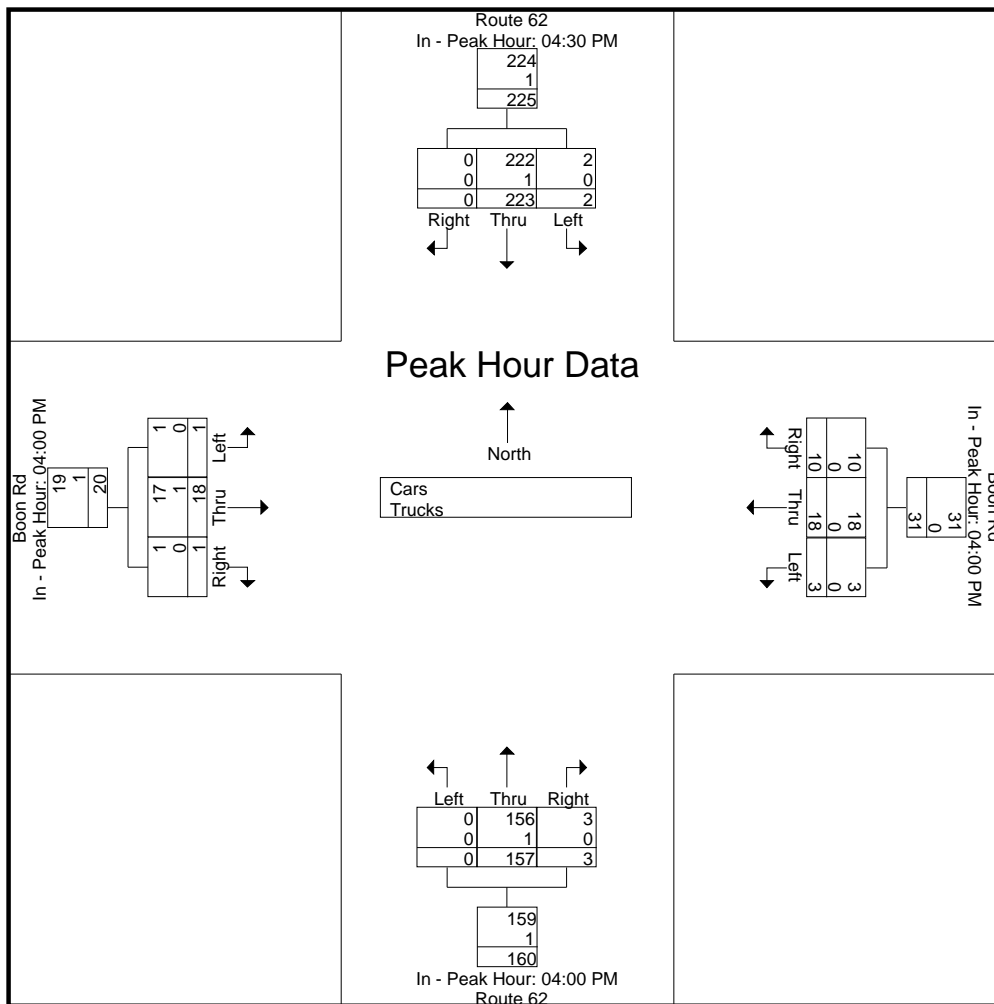 Route 62
In - Peak Hour: 04:30 PM
224
1
225
0 222 2
0 1 0
0 223 2
Right Thru Left
Peak Hour Data
North
Cars
Trucks
Boon Rd
In - Peak Hour: 04:00 PM
19
1
20
1 17 1
0 1 0
1 18 1
Left Thru Right
Boon Rd
In - Peak Hour: 04:00 PM
31
0
31
10 18 3
0 0 0
10 18 3
Right Thru Left
Left Thru Right
0 156 3
0 1 0
0 157 3
159
1
160
In - Peak Hour: 04:00 PM
Route 62